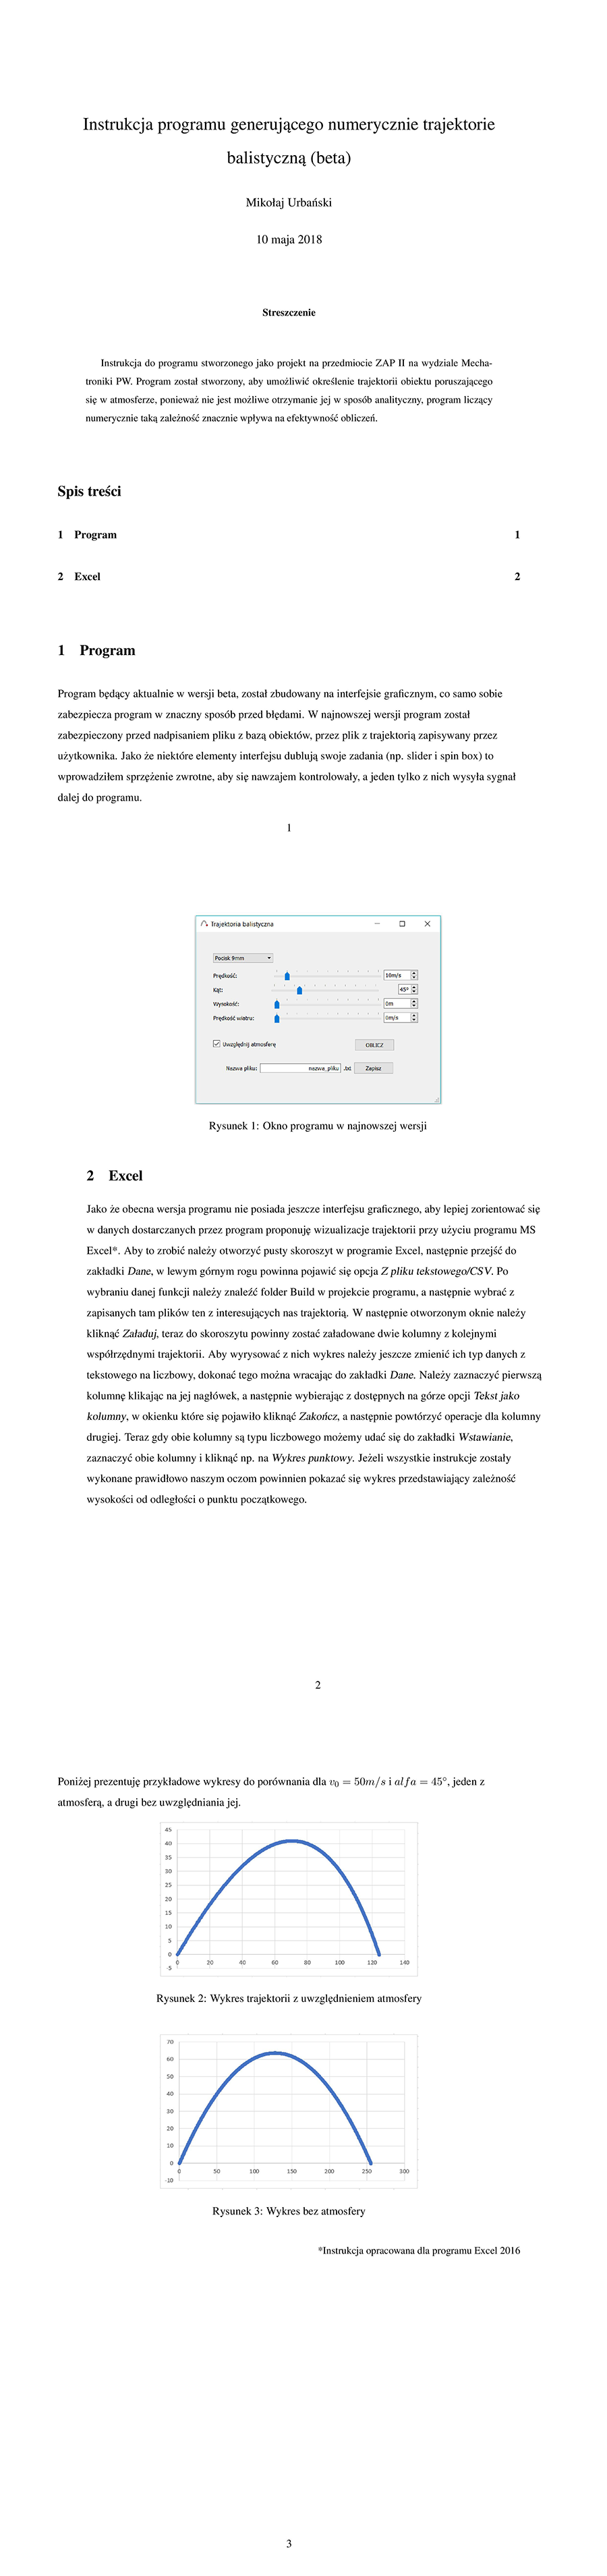 Instrukcja programu generującego numerycznie trajektorie
balistyczną (beta)
Mikołaj Urbański
10 maja 2018
Streszczenie
Instrukcja do programu stworzonego jako projekt na przedmiocie ZAP II na wydziale Mecha-
troniki PW. Program został stworzony, aby umożliwić określenie trajektorii obiektu poruszającego
się w atmosferze, ponieważ nie jest możliwe otrzymanie jej w sposób analityczny, program liczący
numerycznie taką zależność znacznie wpływa na efektywność obliczeń.
Spis treści
1 Program 1
2 Excel 2
1 Program
Program będący aktualnie w wersji beta, został zbudowany na interfejsie graficznym, co samo sobie
zabezpiecza program w znaczny sposób przed błędami. W najnowszej wersji program został
zabezpieczony przed nadpisaniem pliku z bazą obiektów, przez plik z trajektorią zapisywany przez
użytkownika. Jako że niektóre elementy interfejsu dublują swoje zadania (np. slider i spin box) to
wprowadziłem sprzężenie zwrotne, aby się nawzajem kontrolowały, a jeden tylko z nich wysyła sygnał
dalej do programu.
1
Trajektoria balistyczna
Pocisk 9mm
Prędkość: 10m/s
Kąt: 45°
Wysokość: 0m
Prędkość wiatru: 0m/s
Uwzględnij atmosferę OBLICZ
Nazwa pliku: nazwa_pliku .txt Zapisz
Rysunek 1: Okno programu w najnowszej wersji
2 Excel
Jako że obecna wersja programu nie posiada jeszcze interfejsu graficznego, aby lepiej zorientować się
w danych dostarczanych przez program proponuję wizualizacje trajektorii przy użyciu programu MS
Excel*. Aby to zrobić należy otworzyć pusty skoroszyt w programie Excel, następnie przejść do
zakładki Dane, w lewym górnym rogu powinna pojawić się opcja Z pliku tekstowego/CSV. Po
wybraniu danej funkcji należy znaleźć folder Build w projekcie programu, a następnie wybrać z
zapisanych tam plików ten z interesujących nas trajektorią. W następnie otworzonym oknie należy
kliknąć Załaduj, teraz do skoroszytu powinny zostać załadowane dwie kolumny z kolejnymi
współrzędnymi trajektorii. Aby wyrysować z nich wykres należy jeszcze zmienić ich typ danych z
tekstowego na liczbowy, dokonać tego można wracając do zakładki Dane. Należy zaznaczyć pierwszą
kolumnę klikając na jej nagłówek, a następnie wybierając z dostępnych na górze opcji Tekst jako
kolumny, w okienku które się pojawiło kliknąć Zakończ, a następnie powtórzyć operacje dla kolumny
drugiej. Teraz gdy obie kolumny są typu liczbowego możemy udać się do zakładki Wstawianie,
zaznaczyć obie kolumny i kliknąć np. na Wykres punktowy. Jeżeli wszystkie instrukcje zostały
wykonane prawidłowo naszym oczom powinnien pokazać się wykres przedstawiający zależność
wysokości od odległości o punktu początkowego.
2
Poniżej prezentuję przykładowe wykresy do porównania dla v₀ = 50m/s i alfa = 45°, jeden z
atmosferą, a drugi bez uwzględniania jej.
45
40
35
30
25
20
15
10
5
0
-5
0 20 40 60 80 100 120 140
Rysunek 2: Wykres trajektorii z uwzględnieniem atmosfery
70
60
50
40
30
20
10
0
-10
0 50 100 150 200 250 300
Rysunek 3: Wykres bez atmosfery
*Instrukcja opracowana dla programu Excel 2016
3